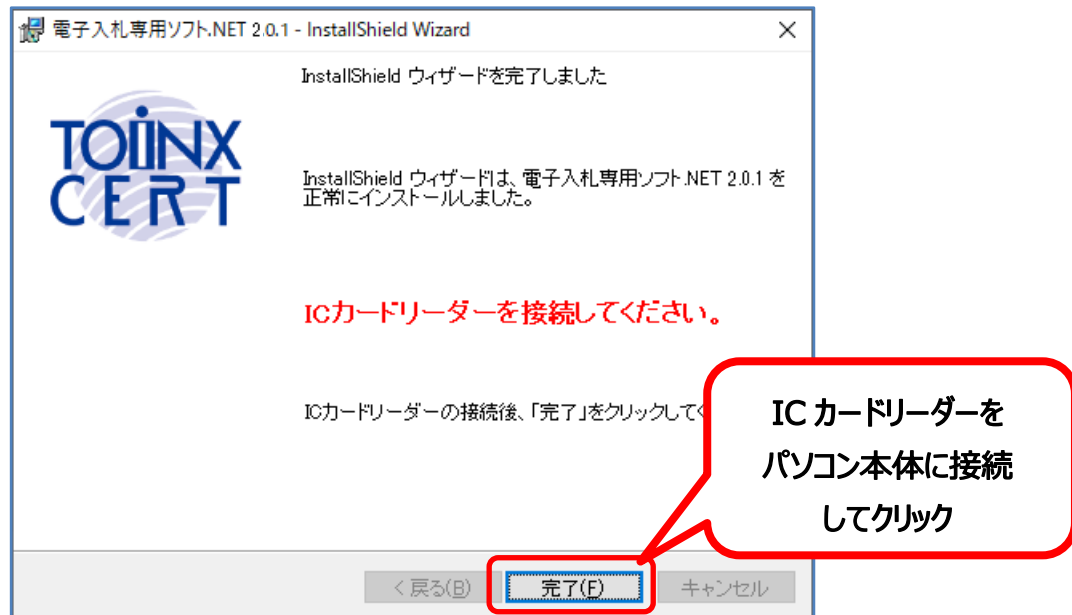 電子入札専用ソフト.NET 2.0.1 - InstallShield Wizard
TOiNX
CERT
InstallShield ウィザードを完了しました
InstallShield ウィザードは、電子入札専用ソフト.NET 2.0.1 を
正常にインストールしました。
ICカードリーダーを接続してください。
ICカードリーダーの接続後、「完了」をクリックしてく
IC カードリーダーを
パソコン本体に接続
してクリック
< 戻る(B)
完了(F)
キャンセル